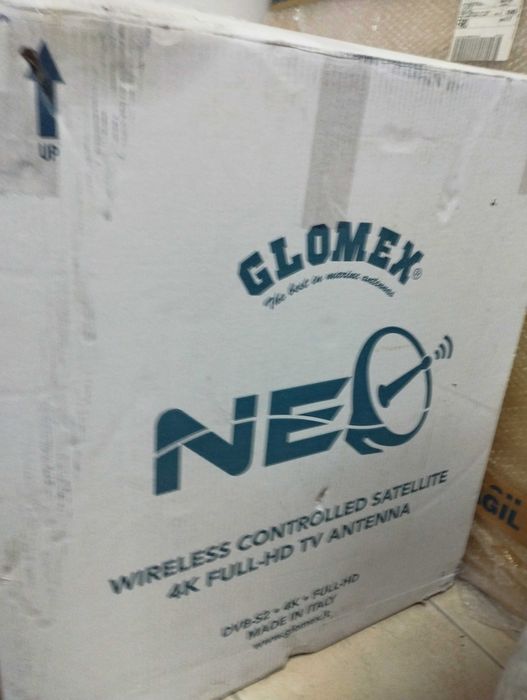 UP
GLOMEX®
The best in marine antennas
NEO
WIRELESS CONTROLLED SATELLITE
4K FULL-HD TV ANTENNA
DVB-S2 • 4K • FULL-HD
MADE IN ITALY
www.glomex.it
GIL